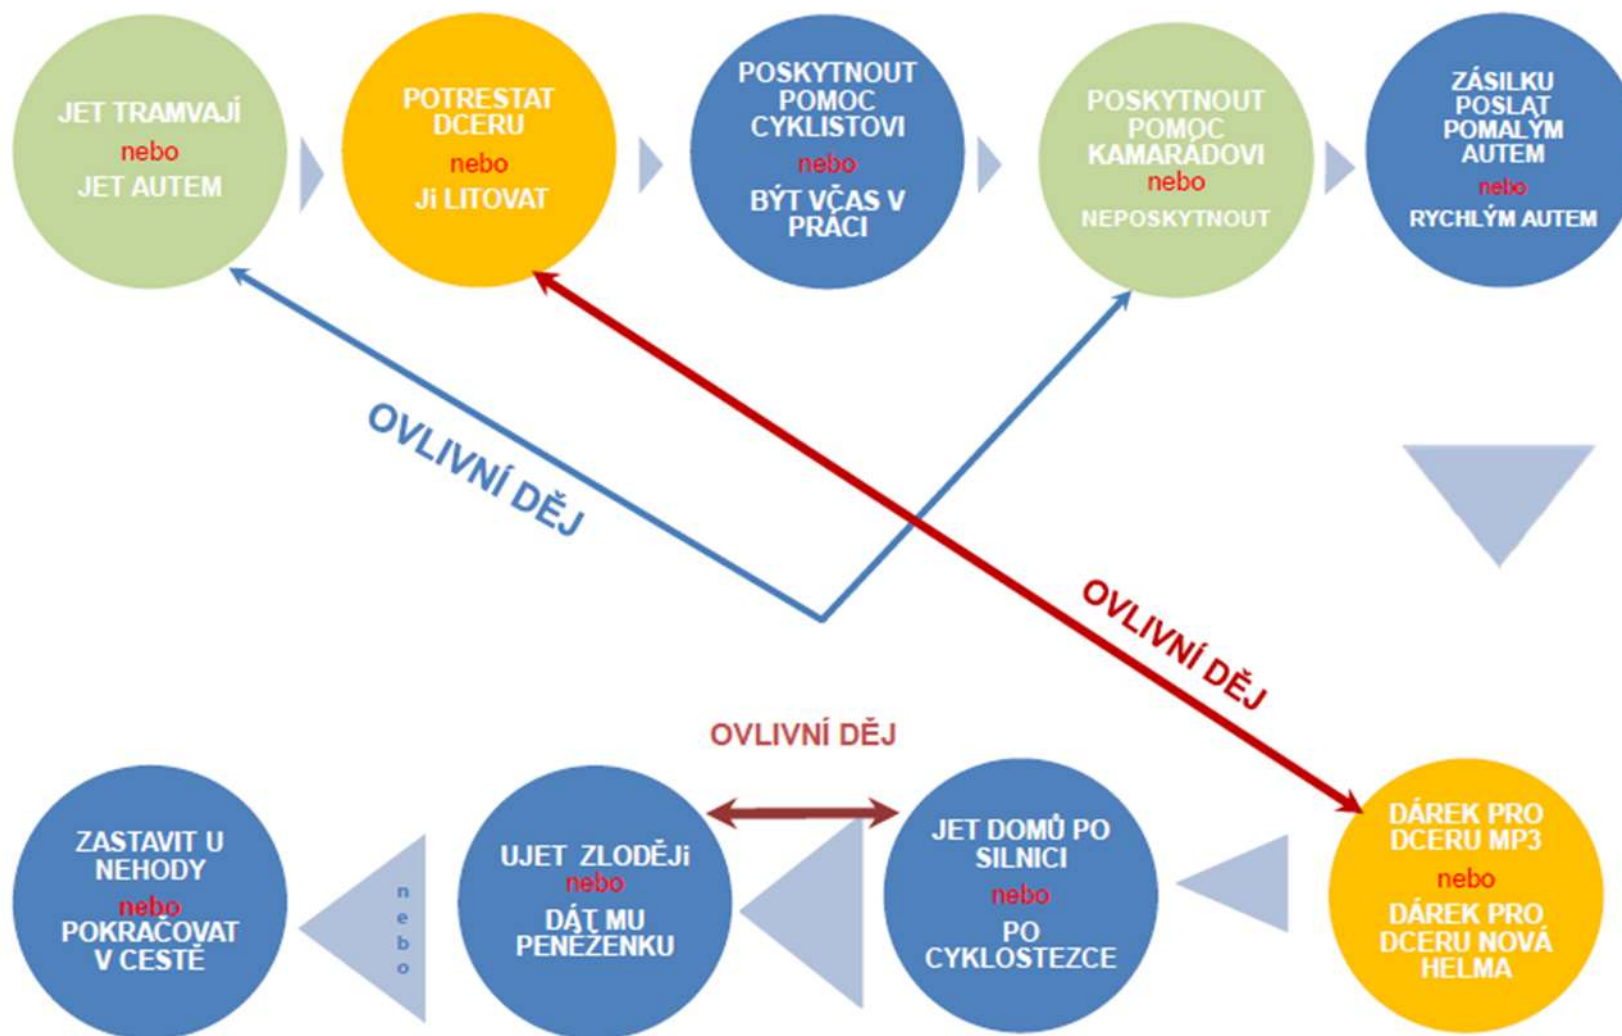 JET TRAMVAJÍ
nebo
JET AUTEM
POTRESTAT
DCERU
nebo
Ji LITOVAT
POSKYTNOUT
POMOC
CYKLISTOVI
nebo
BÝT VČAS V
PRÁCI
POSKYTNOUT
POMOC
KAMARÁDOVI
nebo
NEPOSKYTNOUT
ZÁSILKU
POSLAT
POMALÝM
AUTEM
nebo
RYCHLÝM AUTEM
OVLIVNÍ DĚJ
OVLIVNÍ DĚJ
OVLIVNÍ DĚJ
ZASTAVIT U
NEHODY
nebo
POKRAČOVAT
V CESTĚ
nebo
UJET ZLODĚJi
nebo
DÁT MU
PENĚŽENKU
JET DOMŮ PO
SILNICI
nebo
PO
CYKLOSTEZCE
DÁREK PRO
DCERU MP3
nebo
DÁREK PRO
DCERU NOVÁ
HELMA